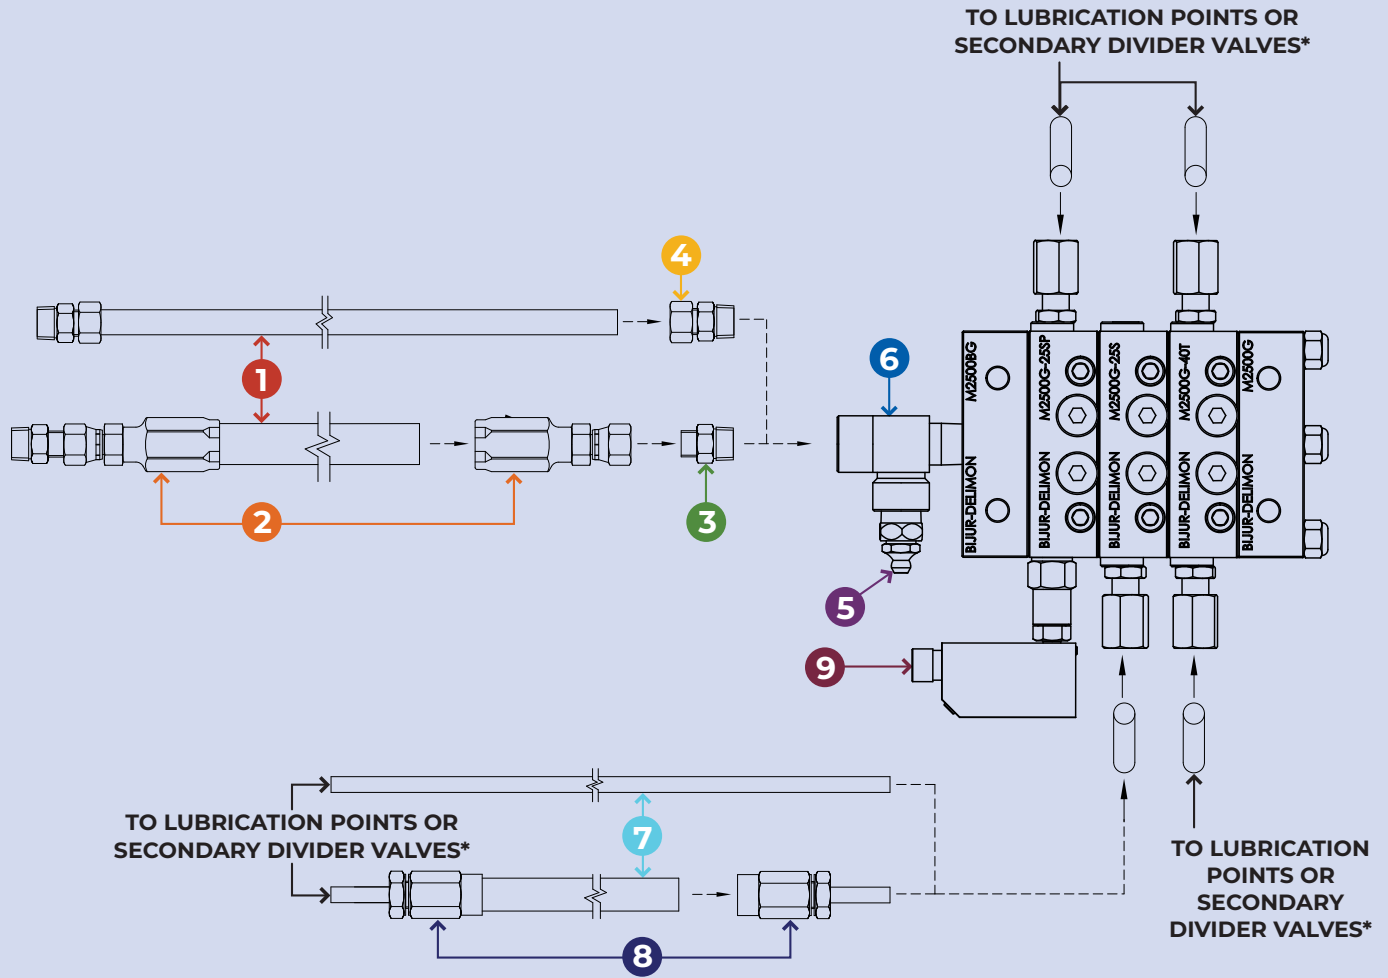 TO LUBRICATION POINTS OR
SECONDARY DIVIDER VALVES*
4
1
6
M2500BG
M2500G-25SP
M2500G-25S
M2500G-40T
M2500G
BIJUR-DELIMON
BIJUR-DELIMON
BIJUR-DELIMON
BIJUR-DELIMON
BIJUR-DELIMON
2
3
5
9
TO LUBRICATION POINTS OR
SECONDARY DIVIDER VALVES*
7
8
TO LUBRICATION
POINTS OR
SECONDARY
DIVIDER VALVES*